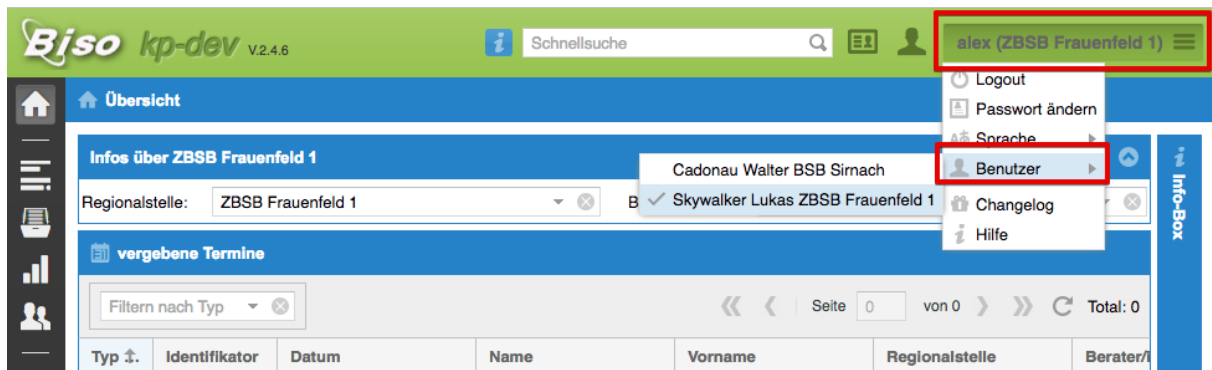 Biso kp-dev V.2.4.6
Schnellsuche
alex (ZBSB Frauenfeld 1)
Logout
Passwort ändern
Sprache
Benutzer
Changelog
Hilfe
Cadonau Walter BSB Sirnach
Skywalker Lukas ZBSB Frauenfeld 1
Übersicht
Infos über ZBSB Frauenfeld 1
Regionalstelle:
ZBSB Frauenfeld 1
B
i Info-Box
vergebene Termine
Filtern nach Typ
Seite 0 von 0
Total: 0
Typ
Identifikator
Datum
Name
Vorname
Regionalstelle
Berater/